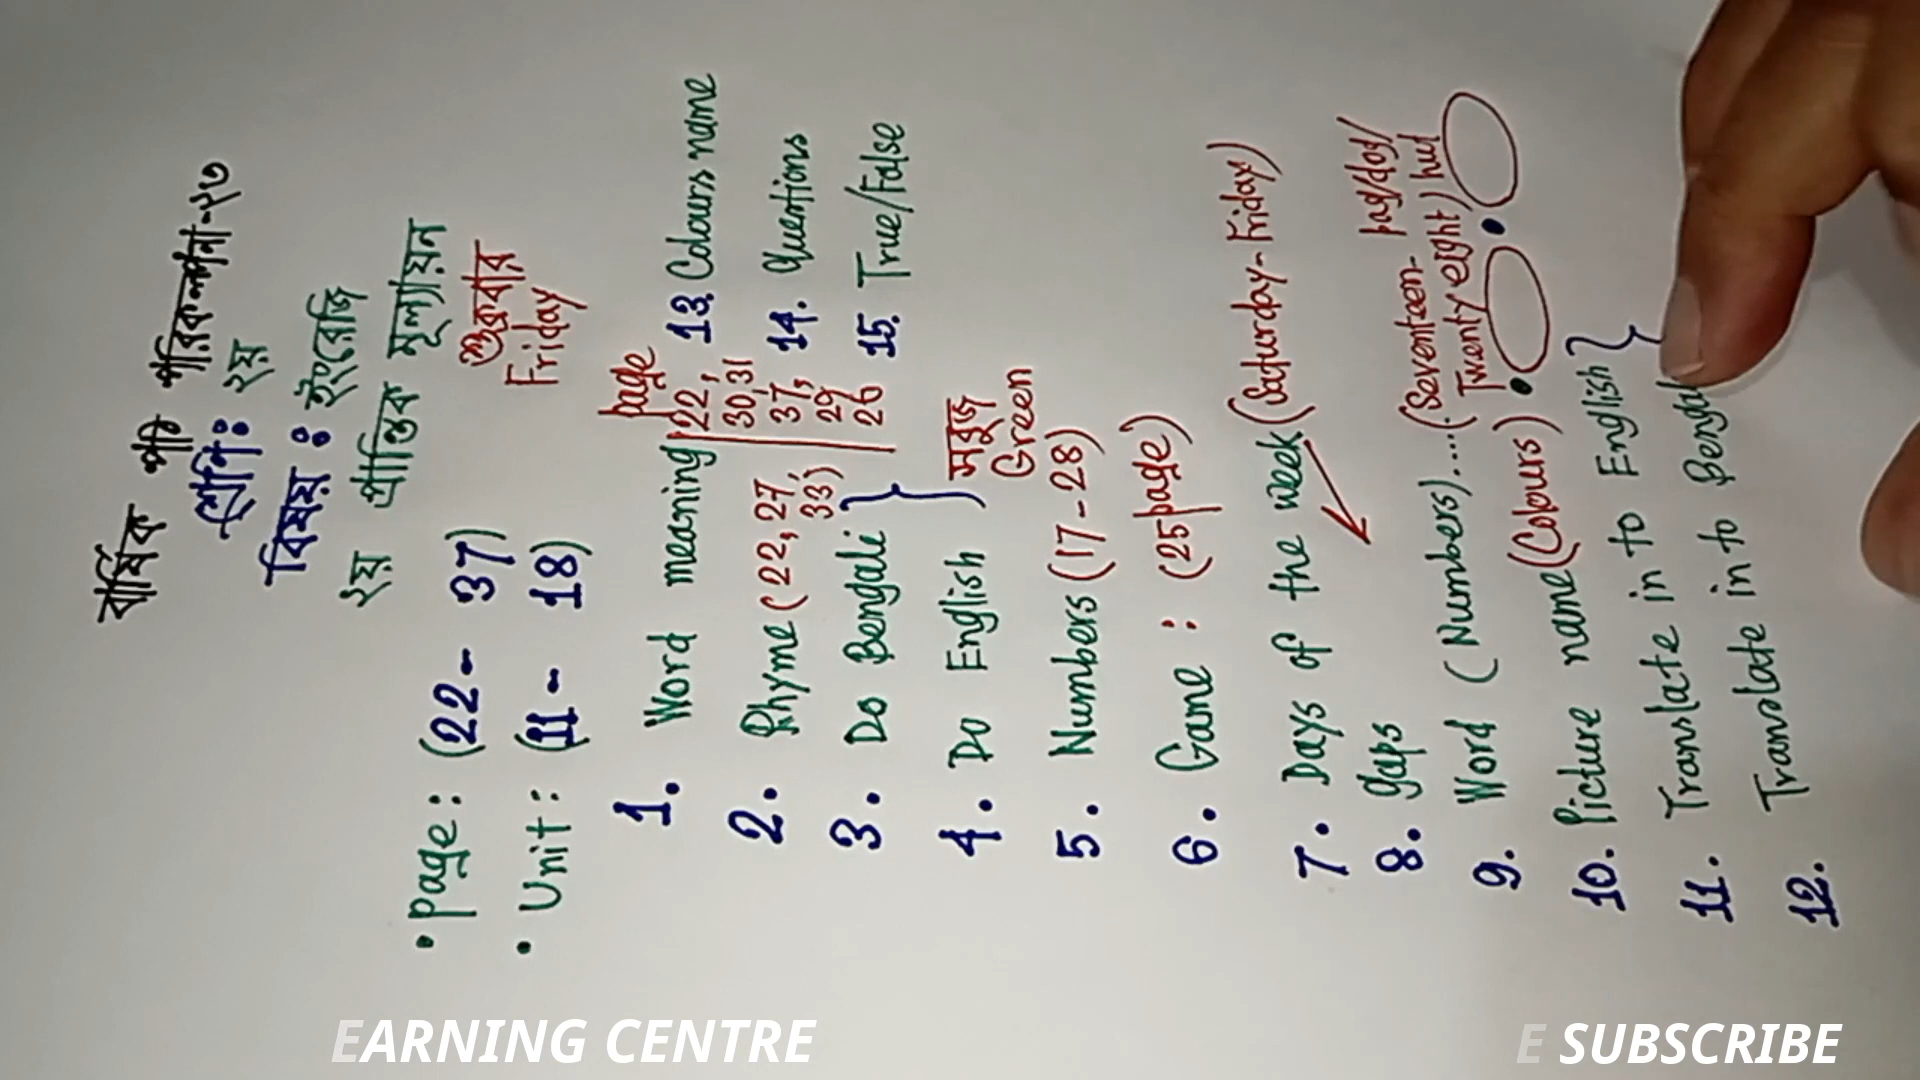 বার্ষিক পাঠ পরিকল্পনা-২৩
শ্রেণি: ২য়
বিষয়: ইংরেজি
২য় প্রান্তিক মূল্যায়ন
• page: (22- 37)
শুক্রবার
• Unit: (11 - 18)
Friday
page
1. Word meaning 22, 30,31
2. Rhyme (22, 27, 33) 37, 29
3. Do Bengali 26
4. Do English
সবুজ
Green
13. Colours name
14. Questions
15. True/False
5. Numbers (17-28)
6. Game : (25 page)
7. Days of the week. (Saturday-Friday)
8. gaps
9. Word (Numbers)....(Seventeen-Twenty eight)
10. Picture name (Colours)
11. Translate in to English
12. Translate in to
EARNING CENTRE
E SUBSCRIBE